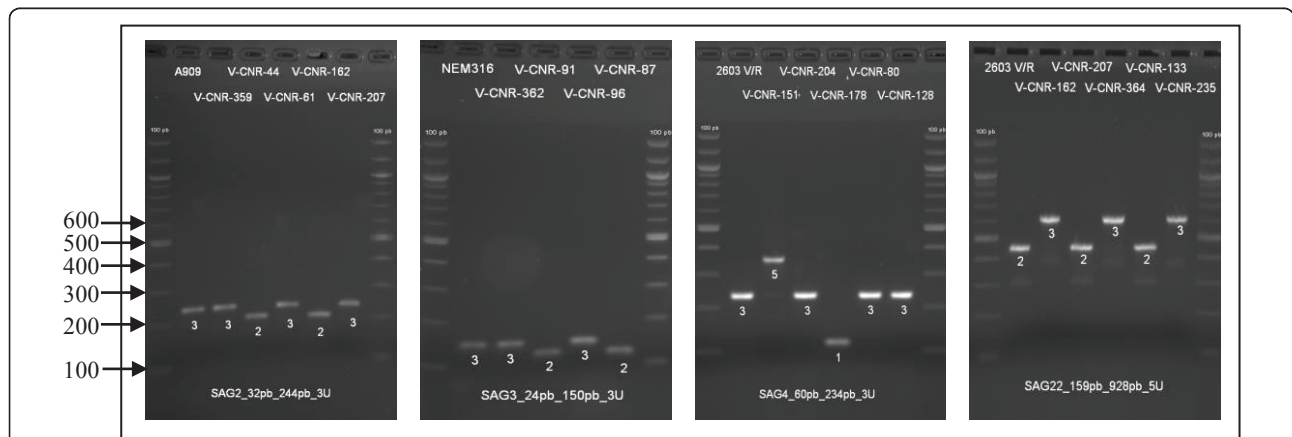 A909 V-CNR-44 V-CNR-162
V-CNR-359 V-CNR-61 V-CNR-207
100 pb 100 pb
600
500
400
300
200
100
3 3 2 3 2 3
SAG2_32pb_244pb_3U
NEM316 V-CNR-91 V-CNR-87
V-CNR-362 V-CNR-96
100 pb 100 pb
3 3 2 3 2
SAG3_24pb_150pb_3U
2603 V/R V-CNR-204 V-CNR-80
V-CNR-151 V-CNR-178 V-CNR-128
100 pb 100 pb
5
3 3 3 3
1
SAG4_60pb_234pb_3U
2603 V/R V-CNR-207 V-CNR-133
V-CNR-162 V-CNR-364 V-CNR-235
100 pb 100 pb
3 3 3
2 2 2
SAG22_159pb_928pb_5U